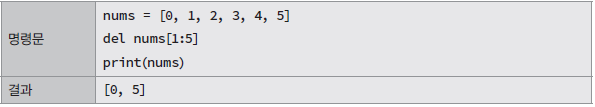 명령문
nums = [0, 1, 2, 3, 4, 5]
del nums[1:5]
print(nums)
결과
[0, 5]